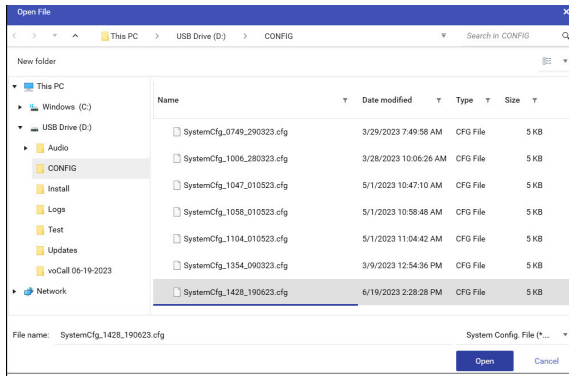 Open File
This PC > USB Drive (D:) > CONFIG Search in CONFIG
New folder
This PC
Windows (C:)
USB Drive (D:)
Audio
CONFIG
Install
Logs
Test
Updates
voCall 06-19-2023
Network
Name Date modified Type Size
SystemCfg_0749_290323.cfg 3/29/2023 7:49:58 AM CFG File 5 KB
SystemCfg_1006_280323.cfg 3/28/2023 10:06:26 AM CFG File 5 KB
SystemCfg_1047_010523.cfg 5/1/2023 10:47:10 AM CFG File 5 KB
SystemCfg_1058_010523.cfg 5/1/2023 10:58:48 AM CFG File 5 KB
SystemCfg_1104_010523.cfg 5/1/2023 11:04:42 AM CFG File 5 KB
SystemCfg_1354_090323.cfg 3/9/2023 12:54:36 PM CFG File 5 KB
SystemCfg_1428_190623.cfg 6/19/2023 2:28:28 PM CFG File 5 KB
File name: SystemCfg_1428_190623.cfg System Config. File (*....
Open Cancel